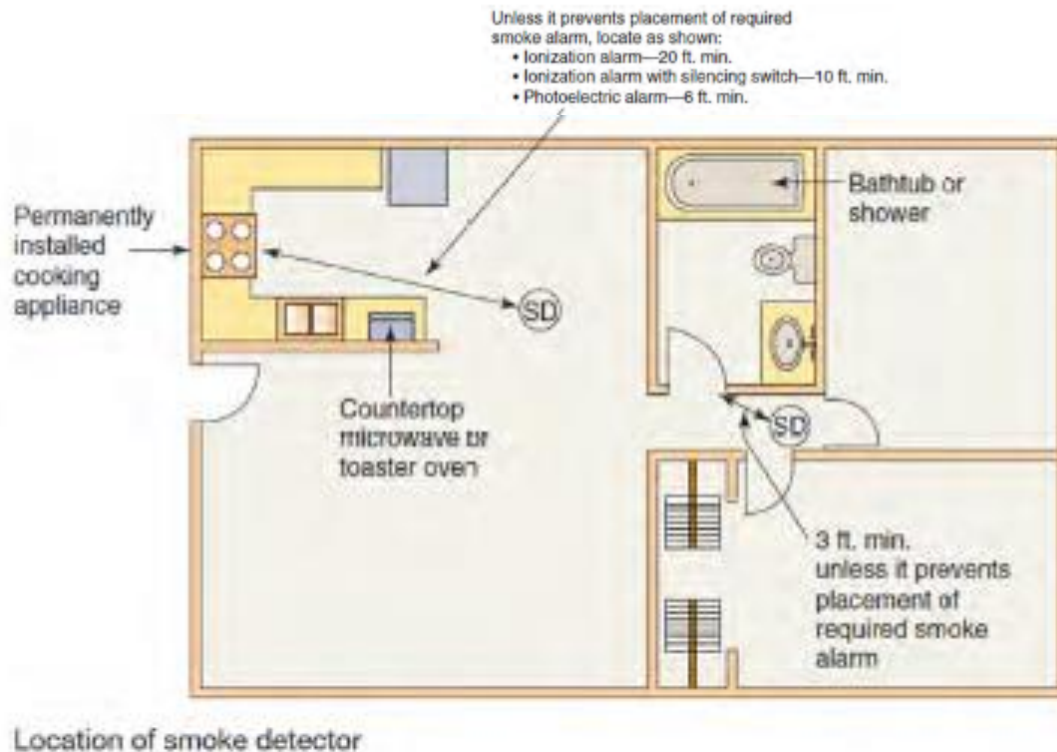 Unless it prevents placement of required
smoke alarm, locate as shown:
• Ionization alarm—20 ft. min.
• Ionization alarm with silencing switch—10 ft. min.
• Photoelectric alarm—6 ft. min.
Permanently
installed
cooking
appliance
Bathtub or
shower
SD
Countertop
microwave or
toaster oven
SD
3 ft. min.
unless it prevents
placement of
required smoke
alarm
Location of smoke detector